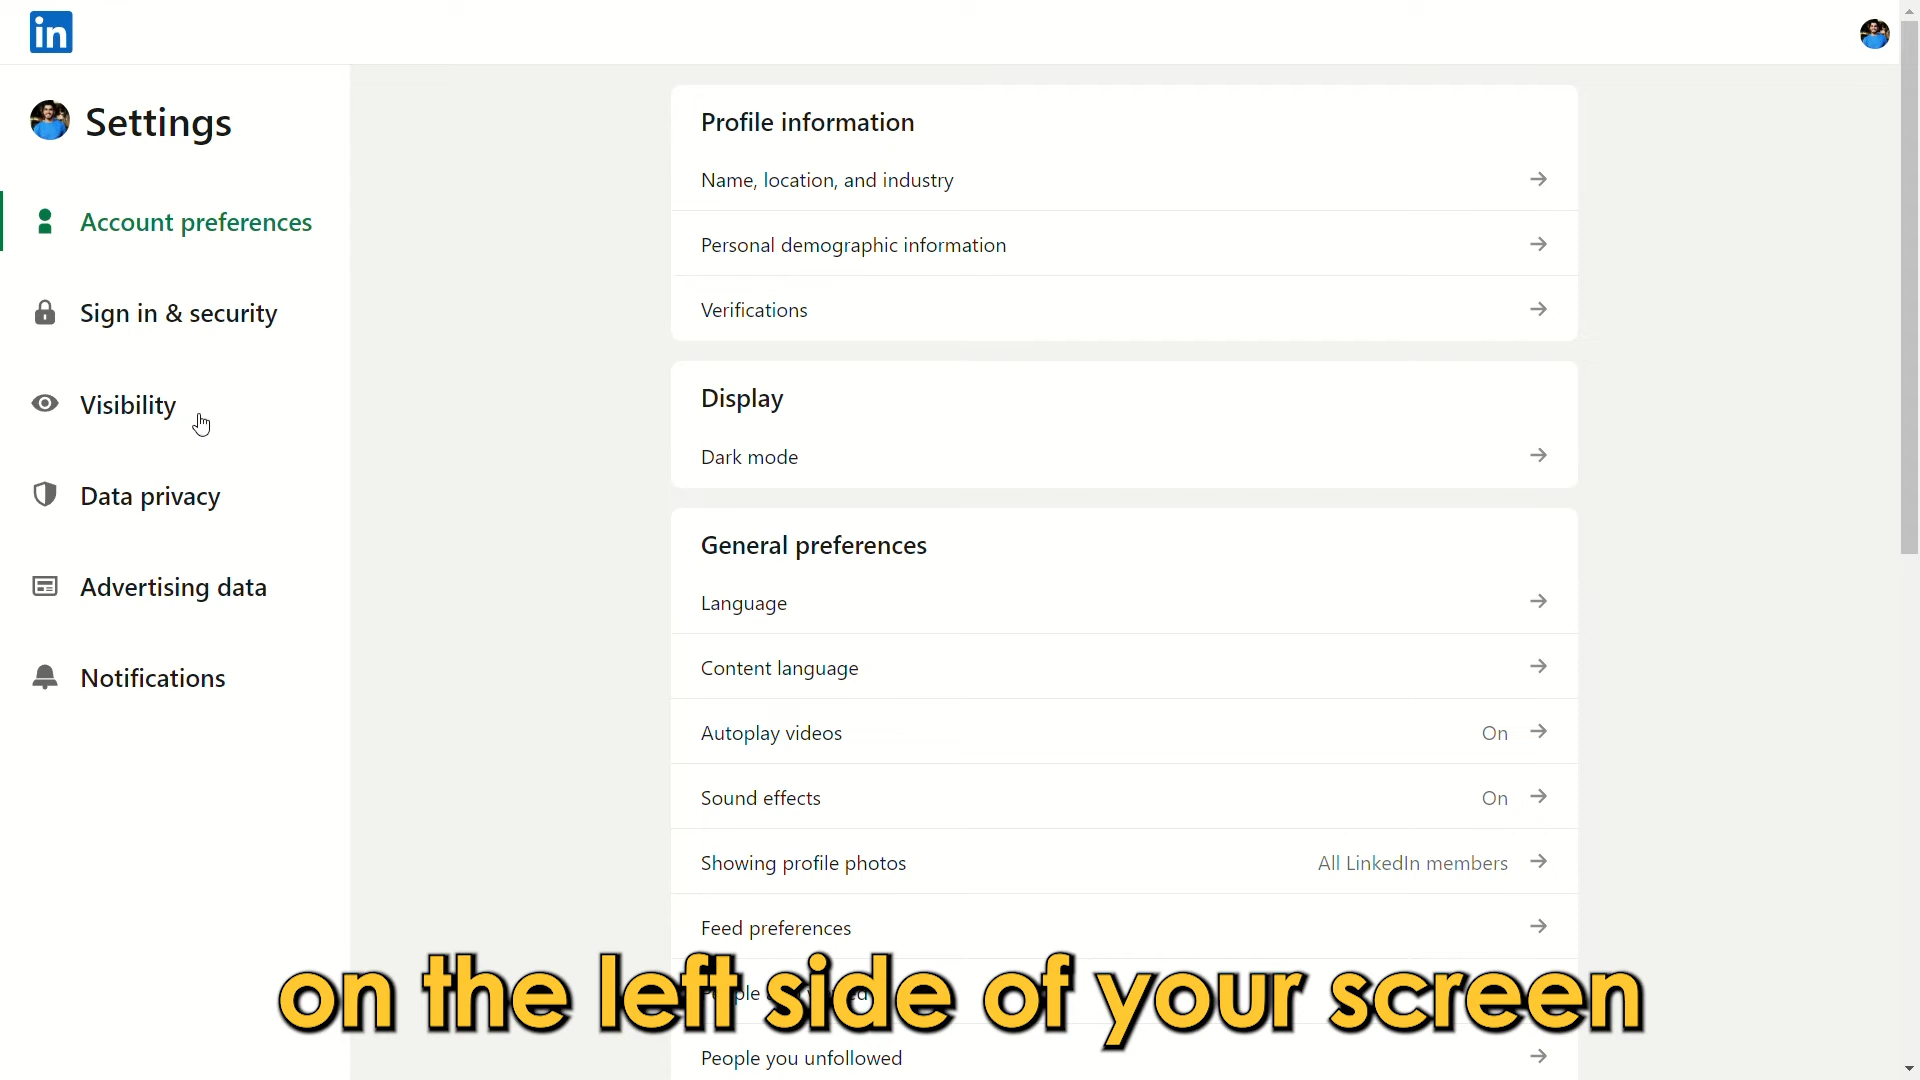 in
Settings
Account preferences
Sign in & security
Visibility
Data privacy
Advertising data
Notifications
Profile information
Name, location, and industry
Personal demographic information
Verifications
Display
Dark mode
General preferences
Language
Content language
Autoplay videos On
Sound effects On
Showing profile photos All LinkedIn members
Feed preferences
on the left side of your screen
People you unfollowed